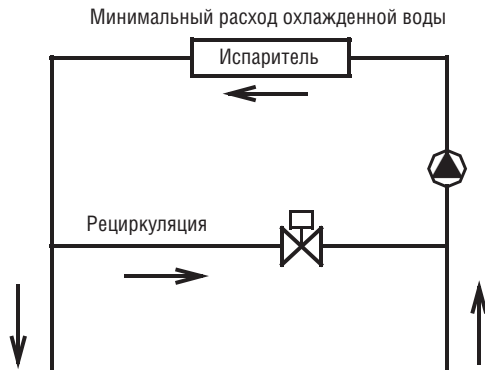 Минимальный расход охлажденной воды
Испаритель
Рециркуляция